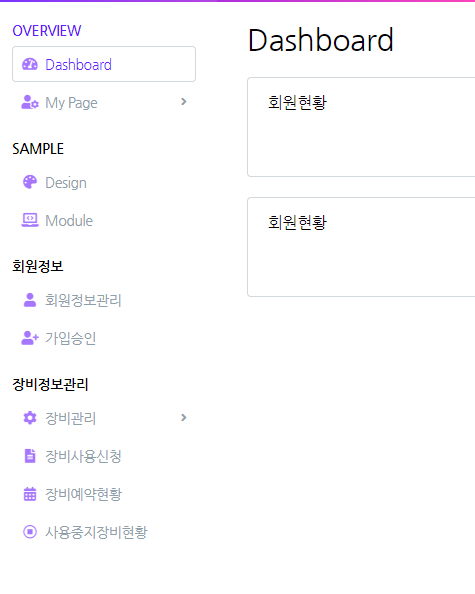 OVERVIEW
Dashboard
My Page
SAMPLE
Design
Module
회원정보
회원정보관리
가입승인
장비정보관리
장비관리
장비사용신청
장비예약현황
사용중지장비현황
Dashboard
회원현황
회원현황